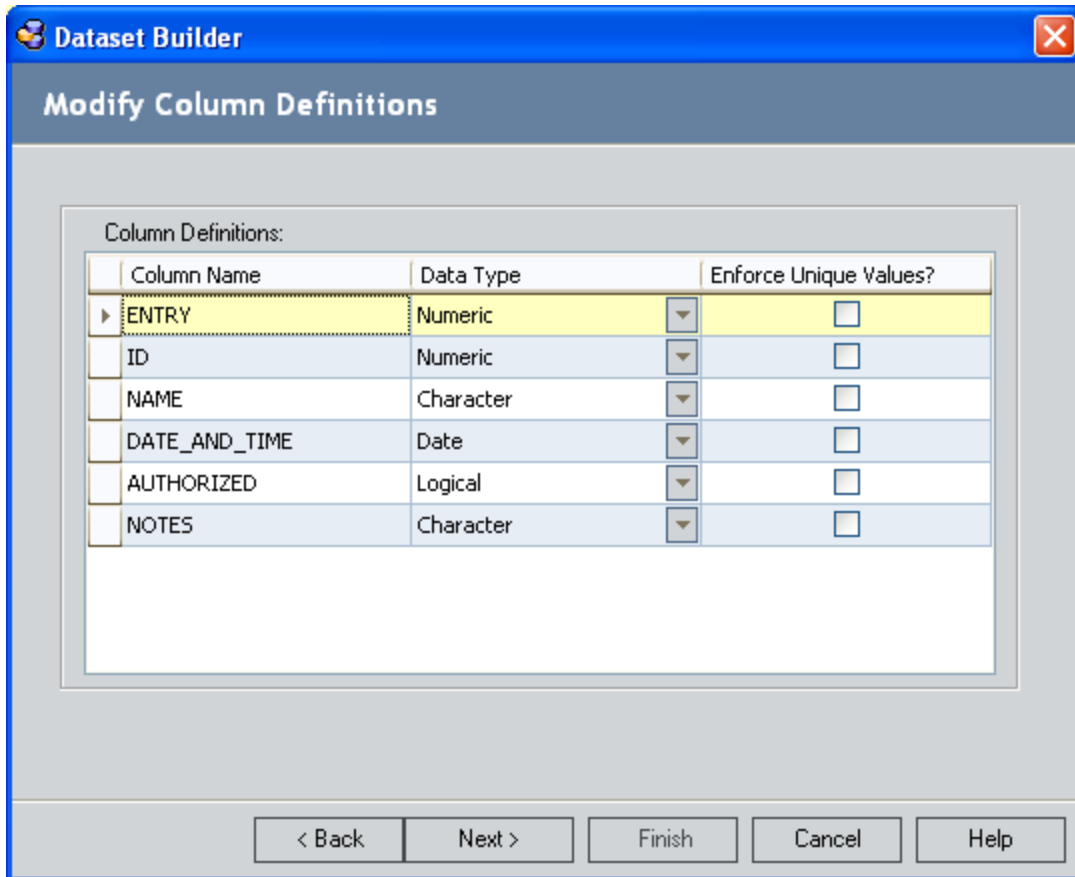 Dataset Builder
Modify Column Definitions
Column Definitions:
Column Name Data Type Enforce Unique Values?
ENTRY Numeric
ID Numeric
NAME Character
DATE_AND_TIME Date
AUTHORIZED Logical
NOTES Character
< Back Next > Finish Cancel Help